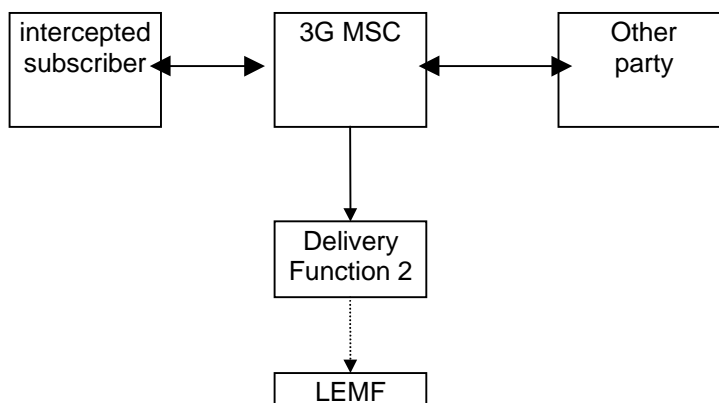 intercepted
subscriber
3G MSC
Other
party
Delivery
Function 2
LEMF